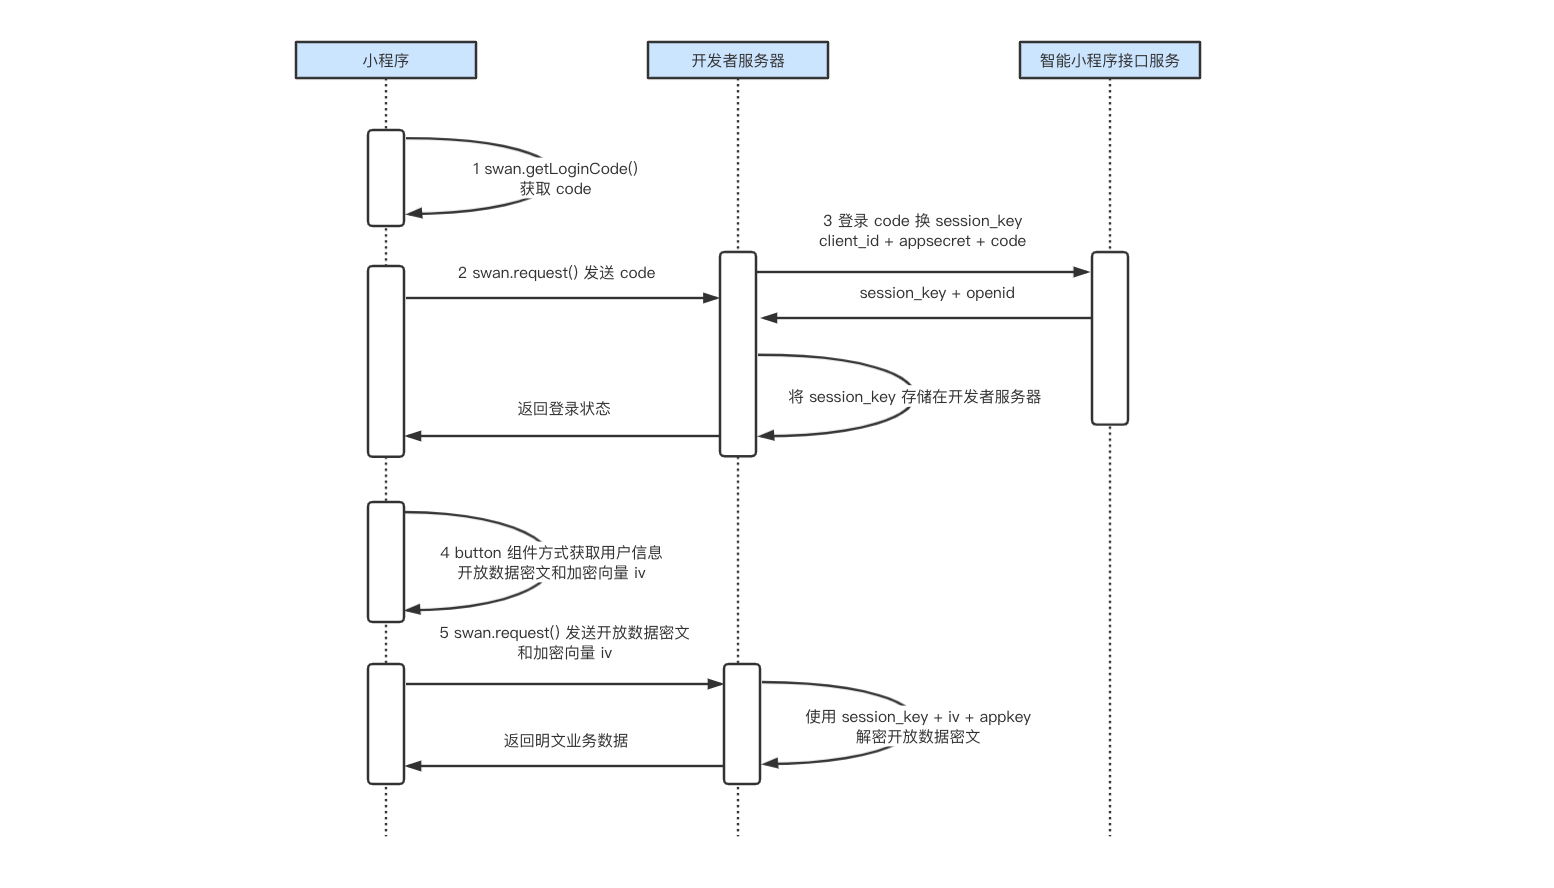 小程序
开发者服务器
智能小程序接口服务
1 swan.getLoginCode()
获取 code
3 登录 code 换 session_key
client_id + appsecret + code
2 swan.request() 发送 code
session_key + openid
将 session_key 存储在开发者服务器
返回登录状态
4 button 组件方式获取用户信息
开放数据密文和加密向量 iv
5 swan.request() 发送开放数据密文
和加密向量 iv
使用 session_key + iv + appkey
解密开放数据密文
返回明文业务数据